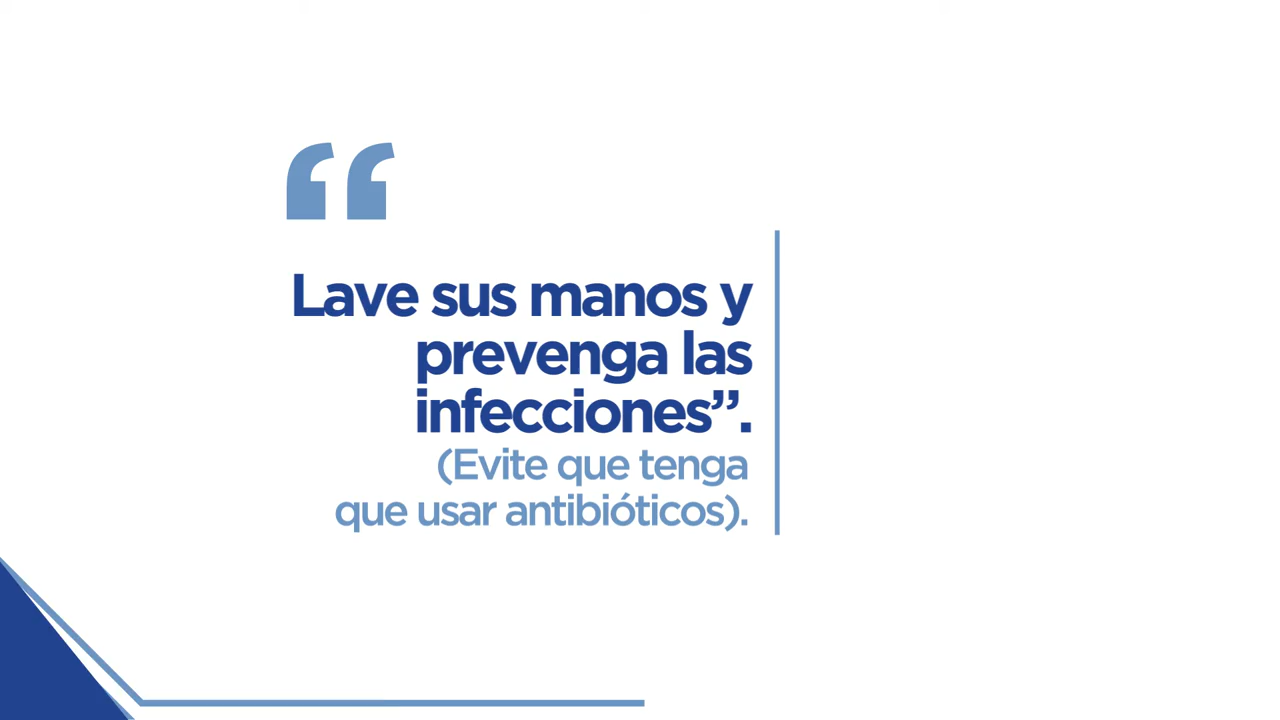 “
Lave sus manos y
prevenga las
infecciones”.
(Evite que tenga
que usar antibióticos).